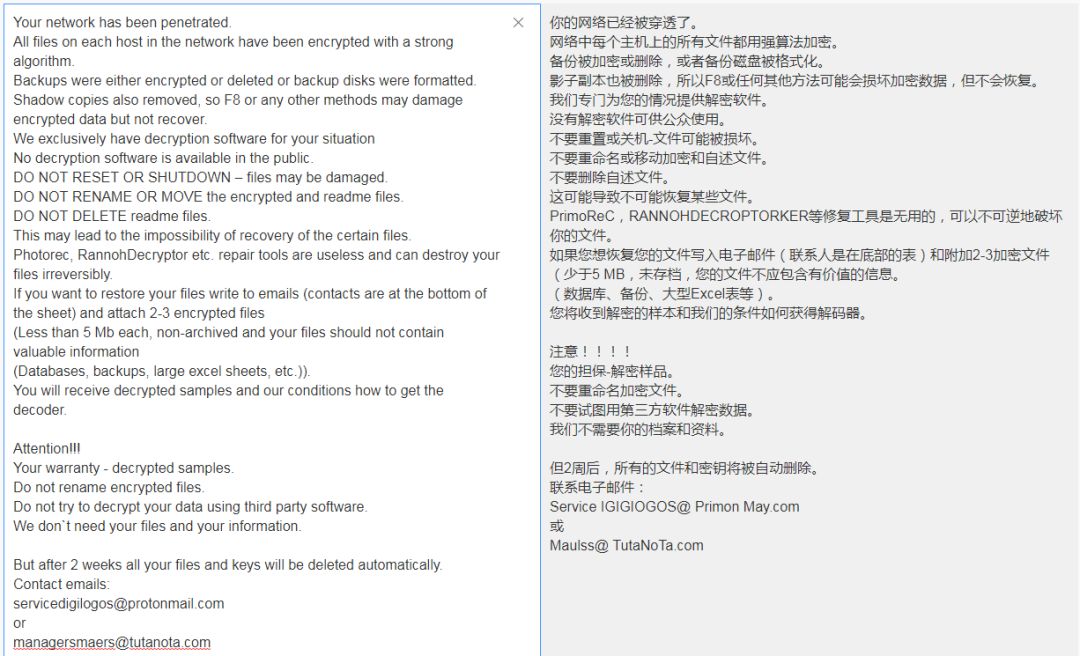 Your network has been penetrated.
All files on each host in the network have been encrypted with a strong
algorithm.
Backups were either encrypted or deleted or backup disks were formatted.
Shadow copies also removed, so F8 or any other methods may damage
encrypted data but not recover.
We exclusively have decryption software for your situation
No decryption software is available in the public.
DO NOT RESET OR SHUTDOWN – files may be damaged.
DO NOT RENAME OR MOVE the encrypted and readme files.
DO NOT DELETE readme files.
This may lead to the impossibility of recovery of the certain files.
Photorec, RannohDecryptor etc. repair tools are useless and can destroy your
files irreversibly.
If you want to restore your files write to emails (contacts are at the bottom of
the sheet) and attach 2-3 encrypted files
(Less than 5 Mb each, non-archived and your files should not contain
valuable information
(Databases, backups, large excel sheets, etc.)).
You will receive decrypted samples and our conditions how to get the
decoder.
Attention!!!
Your warranty - decrypted samples.
Do not rename encrypted files.
Do not try to decrypt your data using third party software.
We don`t need your files and your information.
But after 2 weeks all your files and keys will be deleted automatically.
Contact emails:
servicedigilogos@protonmail.com
or
managersmaers@tutanota.com
你的网络已经被穿透了。
网络中每个主机上的所有文件都用强算法加密。
备份被加密或删除，或者备份磁盘被格式化。
影子副本也被删除，所以F8或任何其他方法可能会损坏加密数据，但不会恢复。
我们专门为您的情况提供解密软件。
没有解密软件可供公众使用。
不要重置或关机-文件可能被损坏。
不要重命名或移动加密和自述文件。
不要删除自述文件。
这可能导致不可能恢复某些文件。
PrimoReC，RANNOHDECROPTORKER等修复工具是无用的，可以不可逆地破坏
你的文件。
如果您想恢复您的文件写入电子邮件（联系人是在底部的表）和附加2-3加密文件
（少于5 MB，未存档，您的文件不应包含有价值的信息。
（数据库、备份、大型Excel表等）。
您将收到解密的样本和我们的条件如何获得解码器。
注意！！！！
您的担保-解密样品。
不要重命名加密文件。
不要试图用第三方软件解密数据。
我们不需要你的档案和资料。
但2周后，所有的文件和密钥将被自动删除。
联系电子邮件：
Service IGIGIOGOS@ Primon May.com
或
Maulss@ TutaNoTa.com